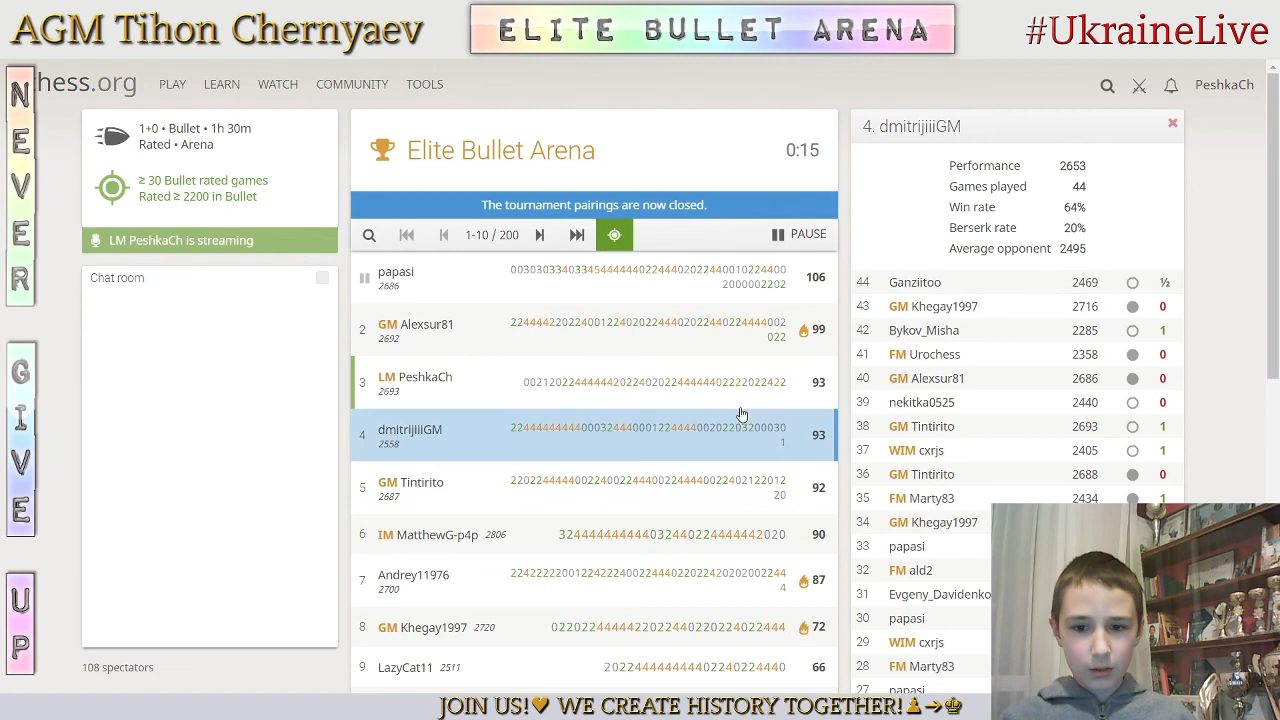 AGM Tihon Chernyaev
ELITE BULLET ARENA
#UkraineLive
NEVER
GIVE
UP
hess.org
PLAY LEARN WATCH COMMUNITY TOOLS
PeshkaCh
1+0 • Bullet • 1h 30m
Rated • Arena
≥ 30 Bullet rated games
Rated ≥ 2200 in Bullet
LM PeshkaCh is streaming
Chat room
108 spectators
Elite Bullet Arena 0:15
The tournament pairings are now closed.
1-10 / 200 PAUSE
papasi 106
2686
2 GM Alexsur81 99
2692
3 LM PeshkaCh 93
2693
4 dmitrijiiiGM 93
2558
5 GM Tintirito 92
2687
6 IM MatthewG-p4p 2806 90
7 Andrey11976 87
2700
8 GM Khegay1997 2720 72
9 LazyCat11 2511 66
4. dmitrijiiiGM
Performance 2653
Games played 44
Win rate 64%
Berserk rate 20%
Average opponent 2495
44 Ganziitoo 2469 ½
43 GM Khegay1997 2716 0
42 Bykov_Misha 2285 1
41 FM Urochess 2358 0
40 GM Alexsur81 2686 0
39 nekitka0525 2440 0
38 GM Tintirito 2693 1
37 WIM cxrjs 2405 1
36 GM Tintirito 2688 0
35 FM Marty83 2434 1
34 GM Khegay1997
33 papasi
32 FM ald2
31 Evgeny_Davidenko
30 papasi
29 WIM cxrjs
28 FM Marty83
27 papasi
JOIN US! WE CREATE HISTORY TOGETHER!